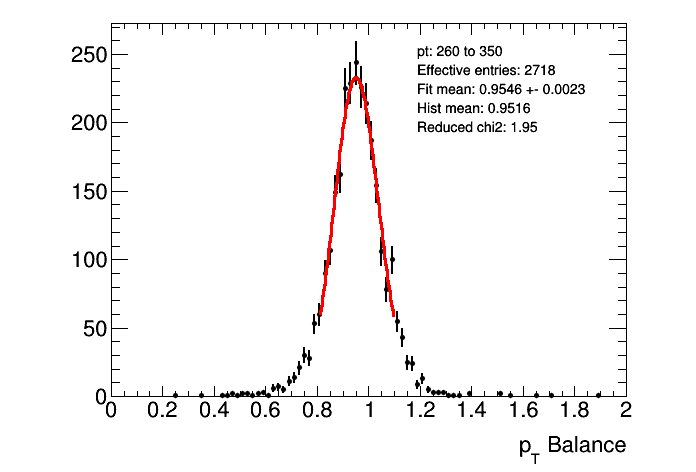 250
200
150
100
50
0
pt: 260 to 350
Effective entries: 2718
Fit mean: 0.9546 +- 0.0023
Hist mean: 0.9516
Reduced chi2: 1.95
0 0.2 0.4 0.6 0.8 1 1.2 1.4 1.6 1.8 2
pT Balance